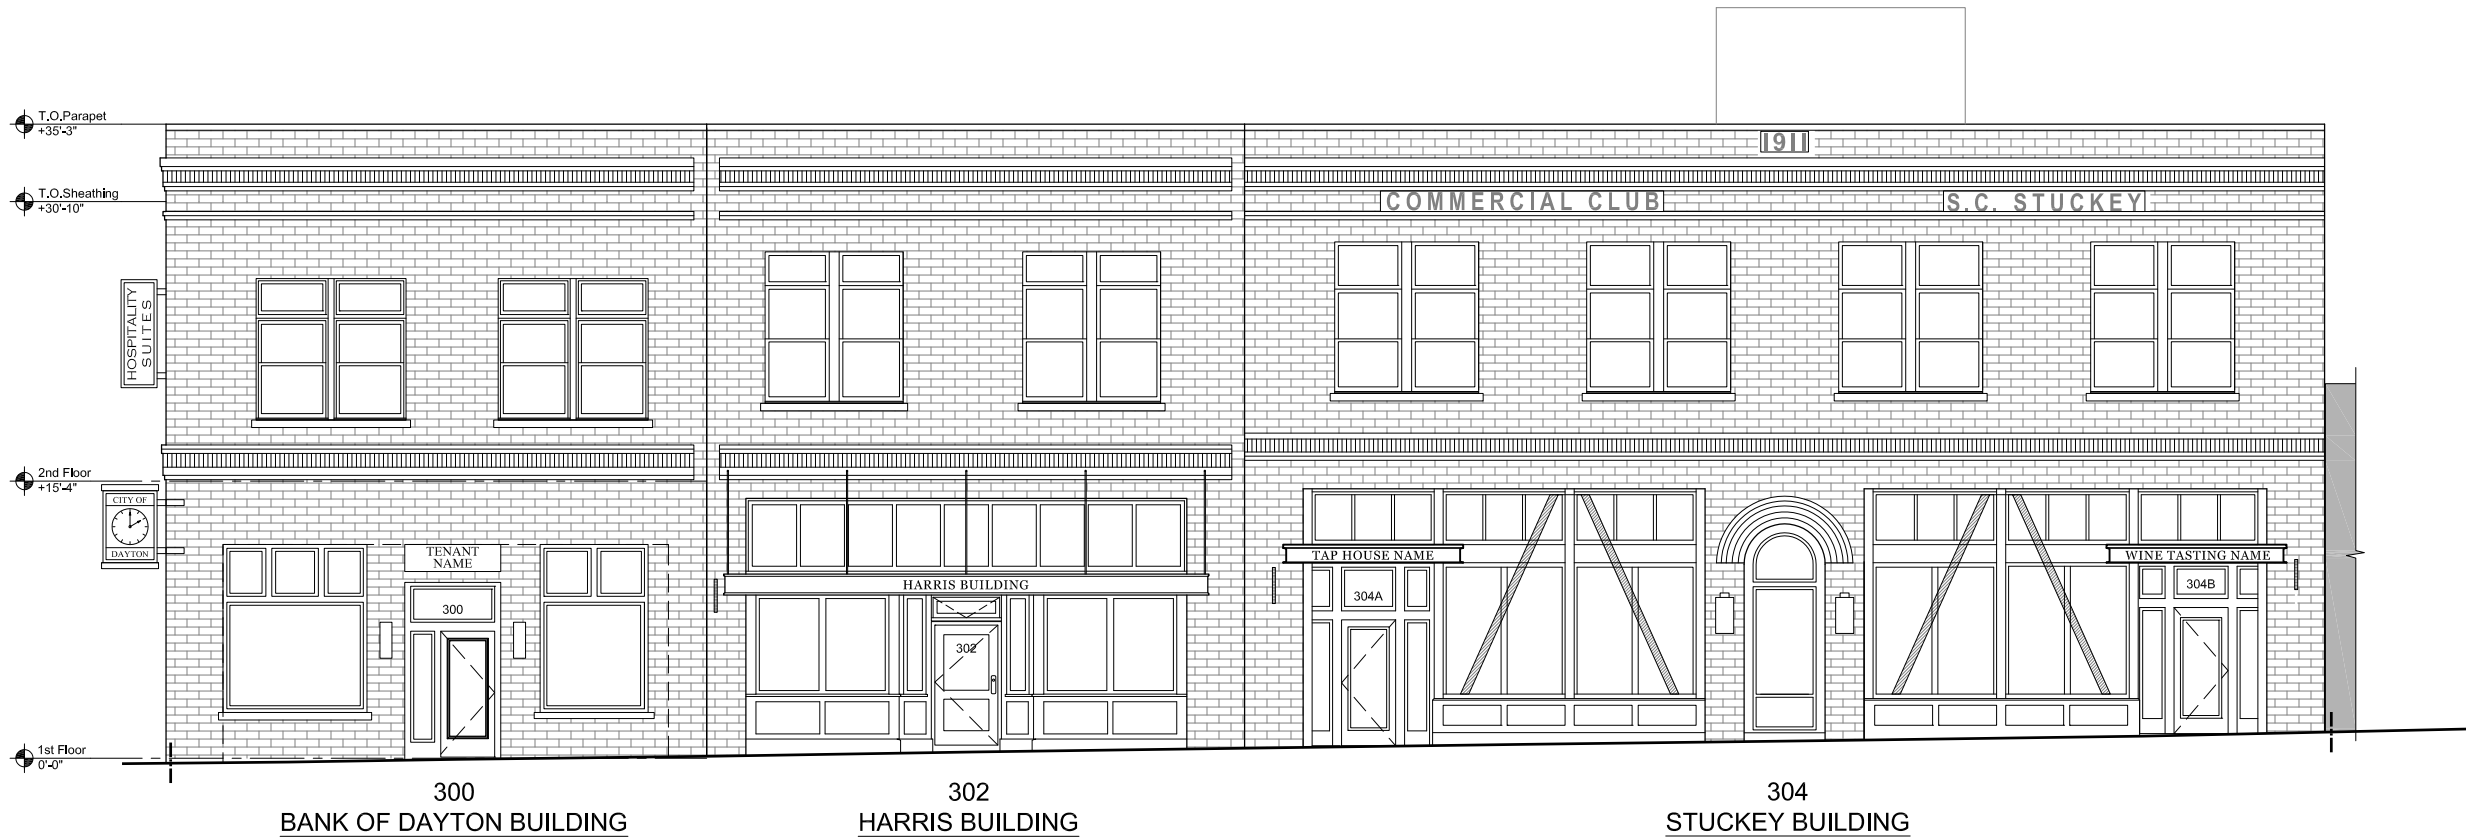 T.O.Parapet
+35'-3"
1911
T.O.Sheathing
+30'-10"
COMMERCIAL CLUB
S.C. STUCKEY
HOSPITALITY
SUITES
2nd Floor
+15'-4"
CITY OF
DAYTON
TENANT
NAME
300
HARRIS BUILDING
302
TAP HOUSE NAME
304A
WINE TASTING NAME
304B
1st Floor
0'-0"
300
BANK OF DAYTON BUILDING
302
HARRIS BUILDING
304
STUCKEY BUILDING